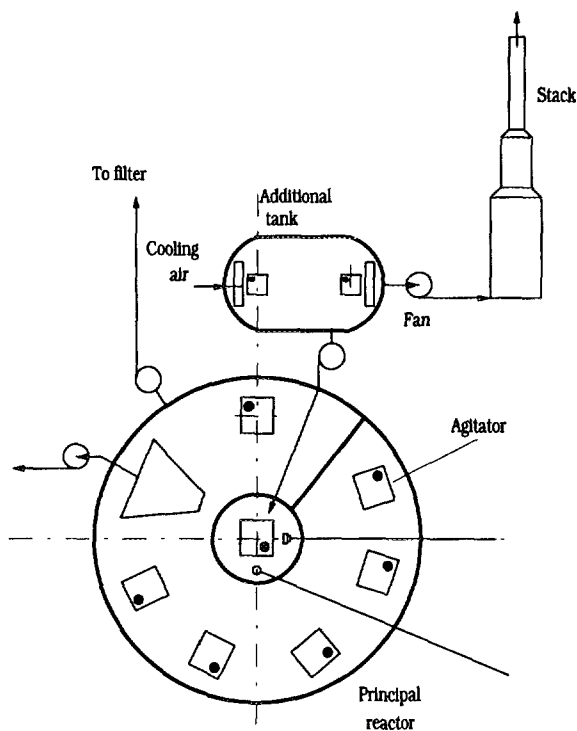 Stack
To filter
Additional
tank
Cooling
air
Fan
Agitator
Principal
reactor